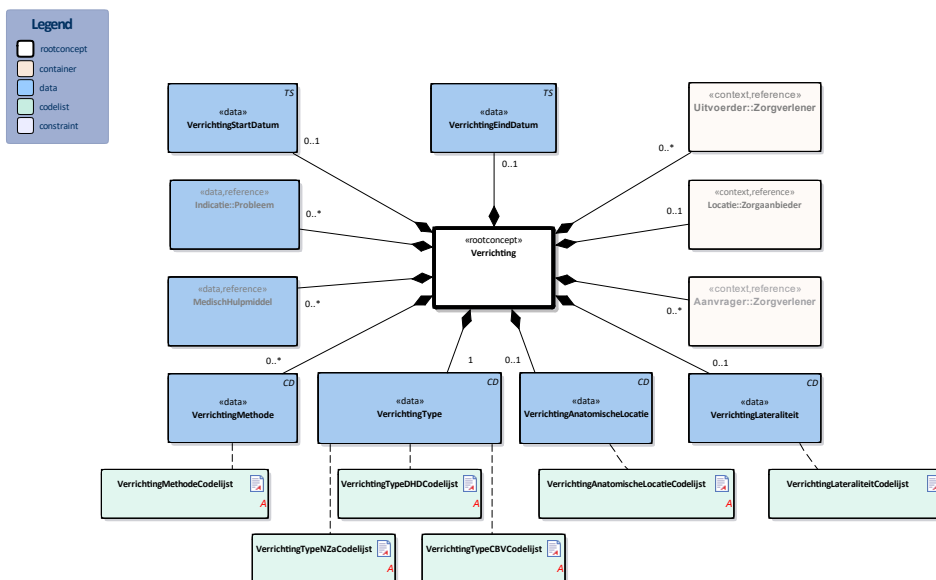 Legend
rootconcept
container
data
codelist
constraint
TS
«data»
VerrichtingStartDatum
0..1
TS
«data»
VerrichtingEindDatum
0..1
«context,reference»
Uitvoerder::Zorgverlener
0..*
«data,reference»
Indicatie::Probleem
0..*
«context,reference»
Locatie::Zorgaanbieder
0..1
«rootconcept»
Verrichting
«data,reference»
MedischHulpmiddel
0..*
«context,reference»
Aanvrager::Zorgverlener
0..*
0..*
1
0..1
0..1
CD
«data»
VerrichtingMethode
CD
«data»
VerrichtingType
CD
«data»
VerrichtingAnatomischeLocatie
CD
«data»
VerrichtingLateraliteit
VerrichtingMethodeCodelijst
A
VerrichtingTypeDHDCodelijst
A
VerrichtingAnatomischeLocatieCodelijst
A
VerrichtingLateraliteitCodelijst
VerrichtingTypeNZaCodelijst
A
VerrichtingTypeCBVCodelijst
A